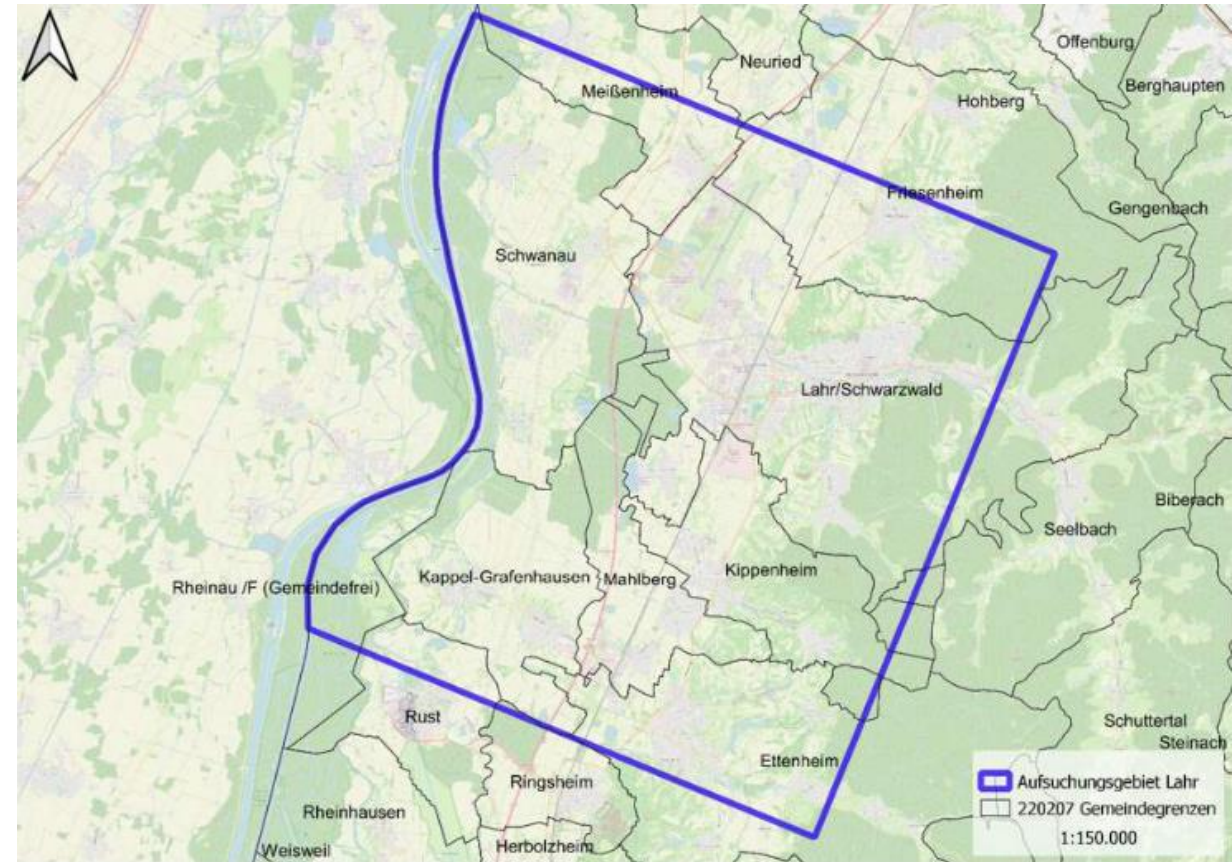 Offenburg
Neuried
Berghaupten
Meißenheim
Hohberg
Friesenheim
Gengenbach
Schwanau
Lahr/Schwarzwald
Biberach
Seelbach
Kippenheim
Kappel-Grafenhausen
Mahlberg
Rheinau /F (Gemeindefrei)
Rust
Schuttertal
Steinach
Ettenheim
Ringsheim
Rheinhausen
Herbolzheim
Weisweil
Aufsuchungsgebiet Lahr
220207 Gemeindegrenzen
1:150.000